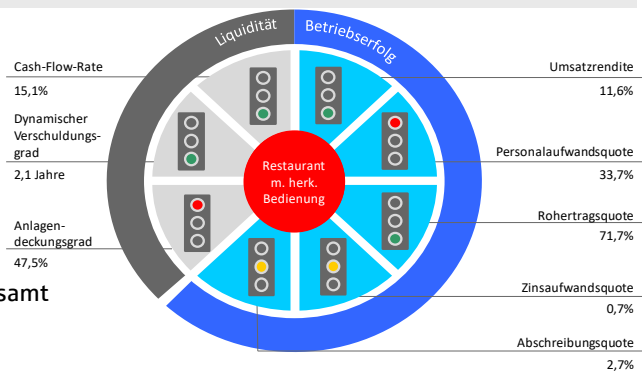 Liquidität
Betriebserfolg
Cash-Flow-Rate
15,1%
Dynamischer
Verschuldungs-
grad
2,1 Jahre
Anlagen-
deckungsgrad
47,5%
Restaurant
m. herk.
Bedienung
Umsatzrendite
11,6%
Personalaufwandsquote
33,7%
Rohertragsquote
71,7%
Zinsaufwandsquote
0,7%
Abschreibungsquote
2,7%
samt